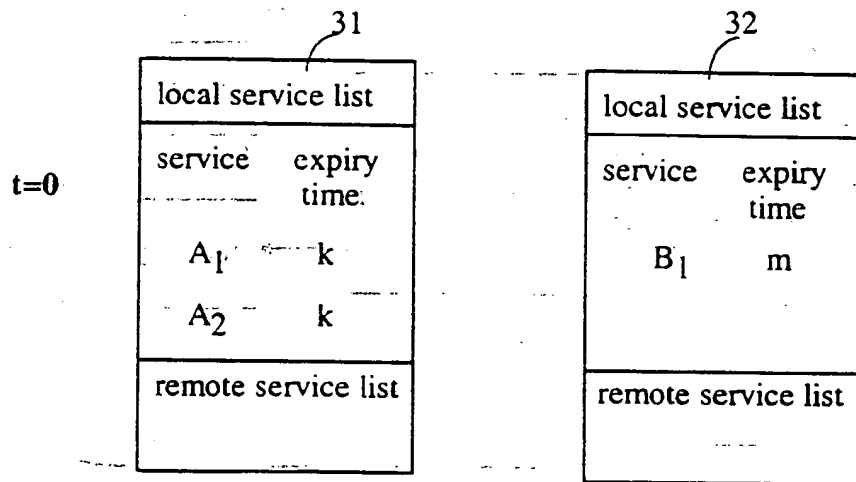 31
local service list
t=0
service expiry
time.
A1 k
A2 k
remote service list
32
local service list
service expiry
time
B1 m
remote service list